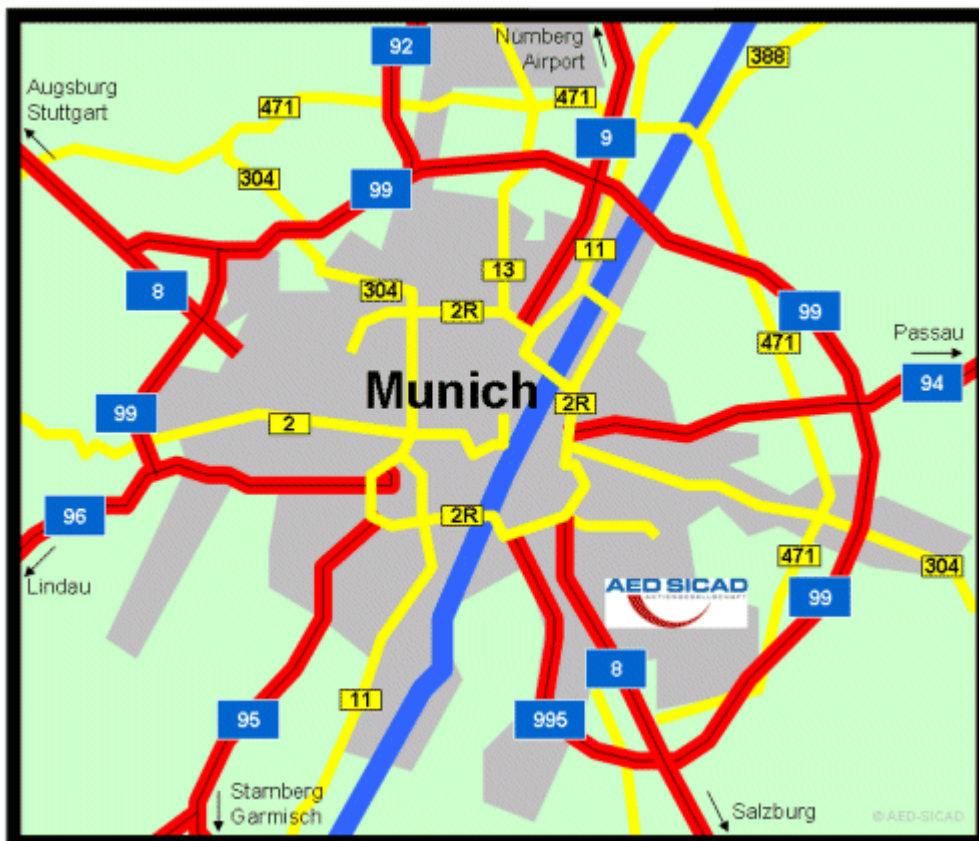 92
Nürnberg
Airport
388
Augsburg
Stuttgart
471
471
9
304
99
11
13
8
304
2R
99
Passau
471
94
Munich
2R
99
2
96
2R
471
304
Lindau
AED SICAD
AKTIENGESELLSCHAFT
99
8
11
95
995
Starnberg
Garmisch
Salzburg
© AED-SICAD